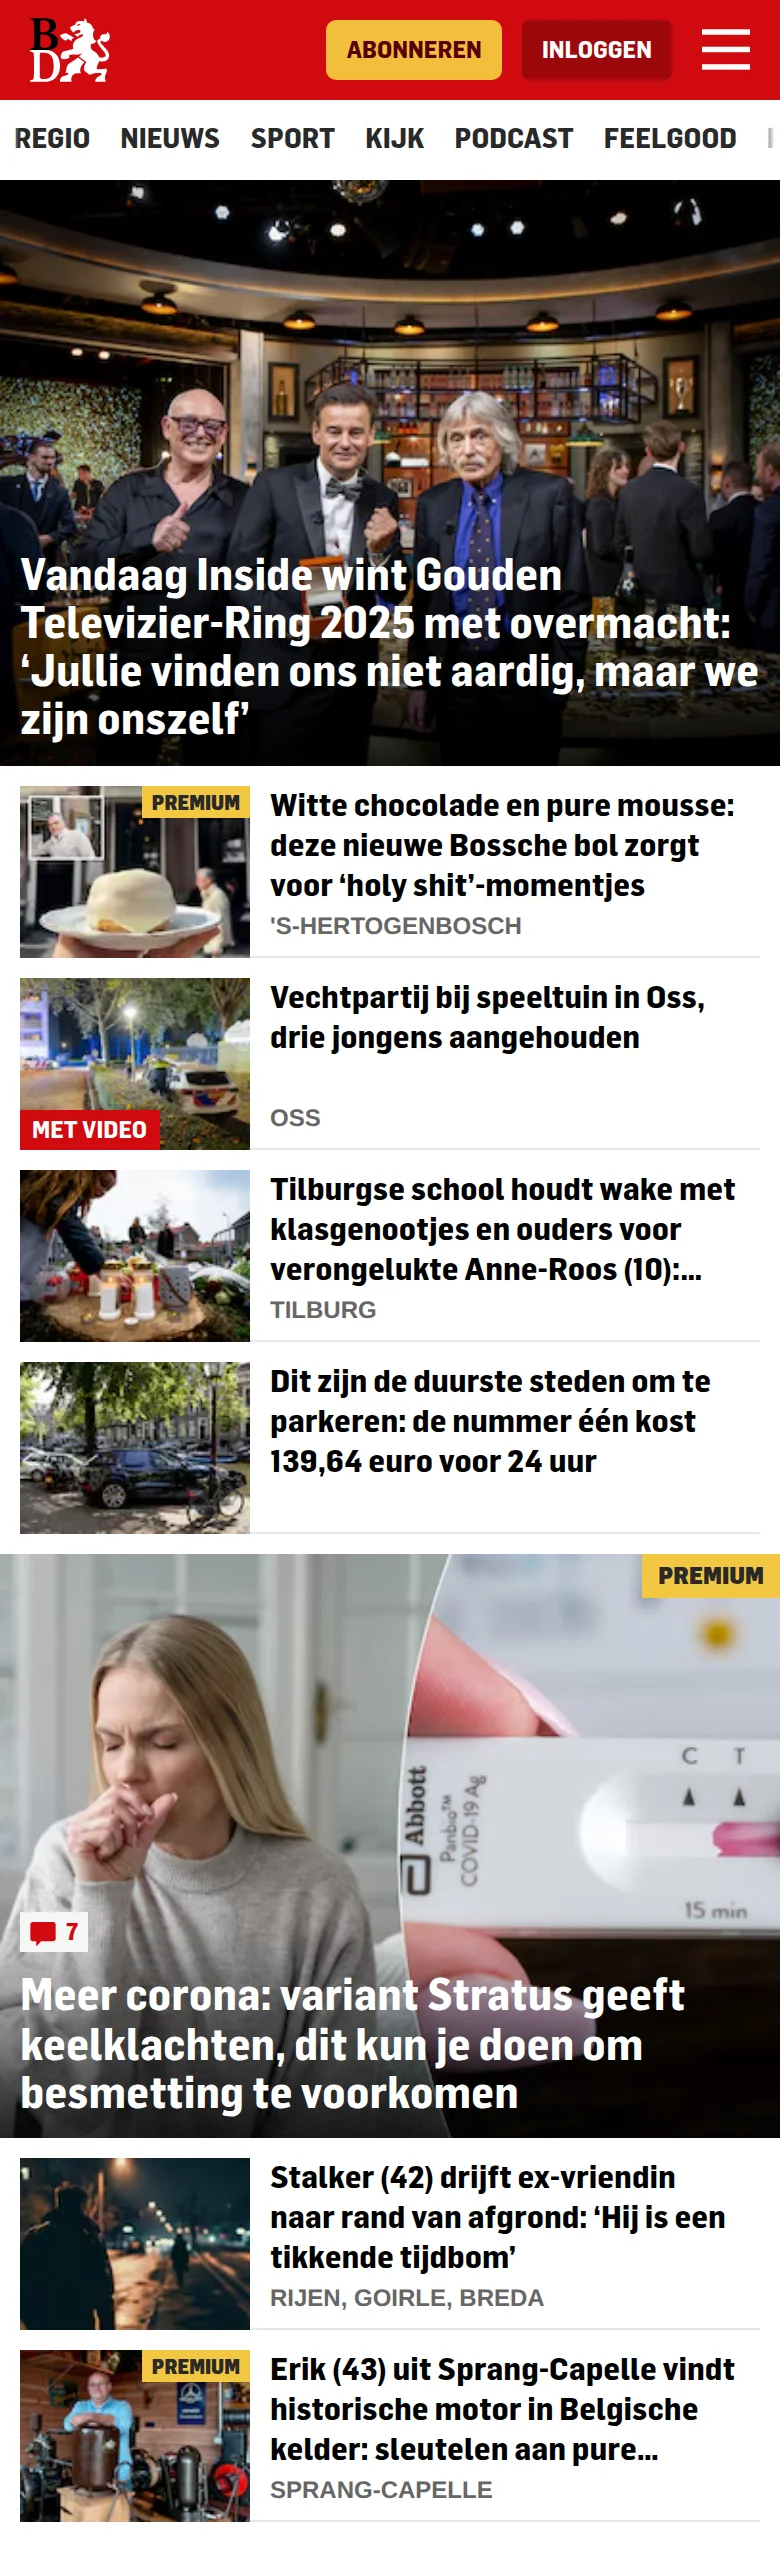 BD
ABONNEREN
INLOGGEN
REGIO NIEUWS SPORT KIJK PODCAST FEELGOOD
Vandaag Inside wint Gouden
Televizier-Ring 2025 met overmacht:
‘Jullie vinden ons niet aardig, maar we
zijn onszelf’
PREMIUM
Witte chocolade en pure mousse:
deze nieuwe Bossche bol zorgt
voor ‘holy shit’-momentjes
'S-HERTOGENBOSCH
MET VIDEO
Vechtpartij bij speeltuin in Oss,
drie jongens aangehouden
OSS
Tilburgse school houdt wake met
klasgenootjes en ouders voor
verongelukte Anne-Roos (10):...
TILBURG
Dit zijn de duurste steden om te
parkeren: de nummer één kost
139,64 euro voor 24 uur
PREMIUM
C T
Abbott
Panbio™
COVID-19 Ag
15 min
7
Meer corona: variant Stratus geeft
keelklachten, dit kun je doen om
besmetting te voorkomen
Stalker (42) drijft ex-vriendin
naar rand van afgrond: ‘Hij is een
tikkende tijdbom’
RIJEN, GOIRLE, BREDA
PREMIUM
Erik (43) uit Sprang-Capelle vindt
historische motor in Belgische
kelder: sleutelen aan pure...
SPRANG-CAPELLE